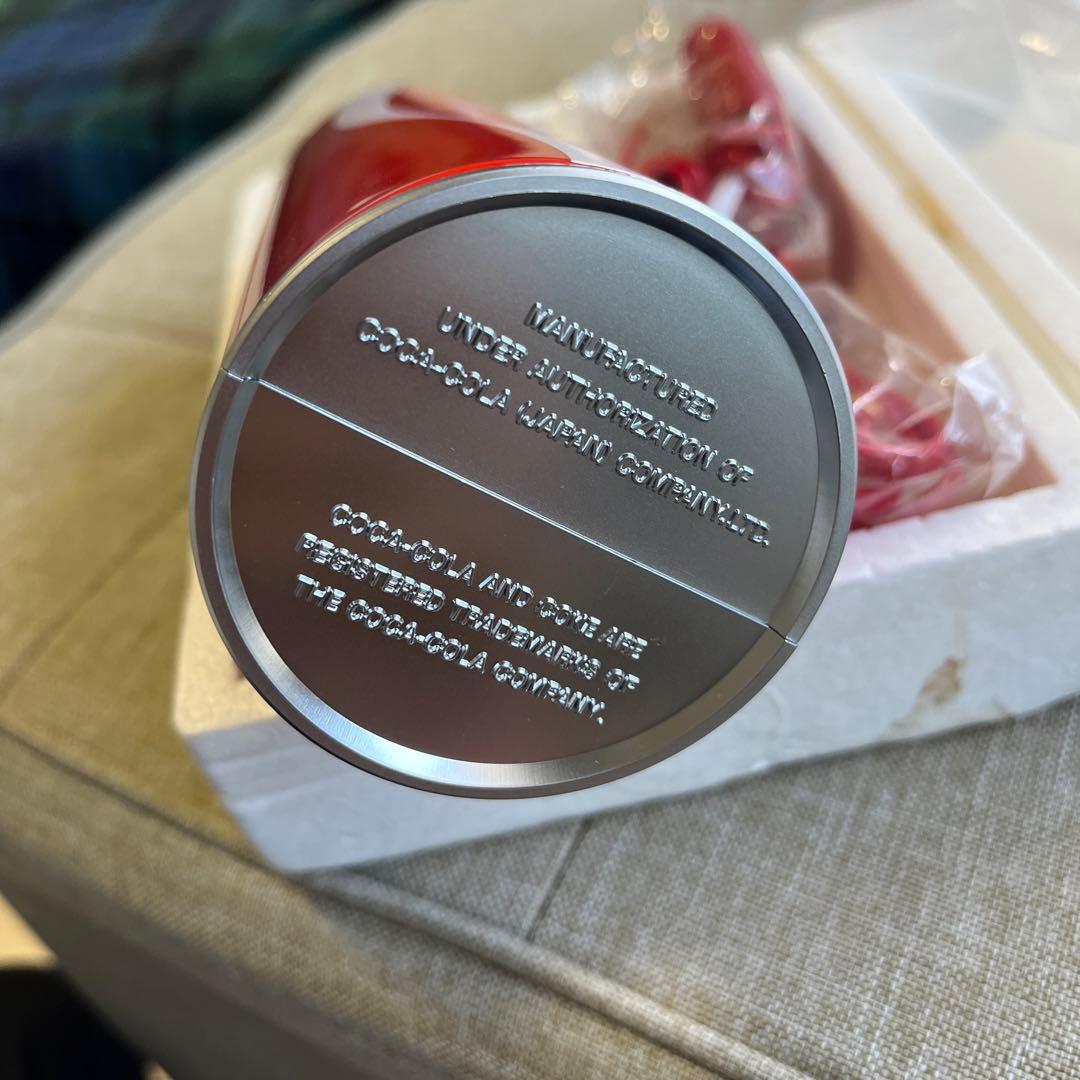 MANUFACTURED
UNDER AUTHORIZATION OF
COCA-COLA (JAPAN) COMPANY.LTD.
COCA-COLA AND COKE ARE
REGISTERED TRADEMARKS OF
THE COCA-COLA COMPANY.